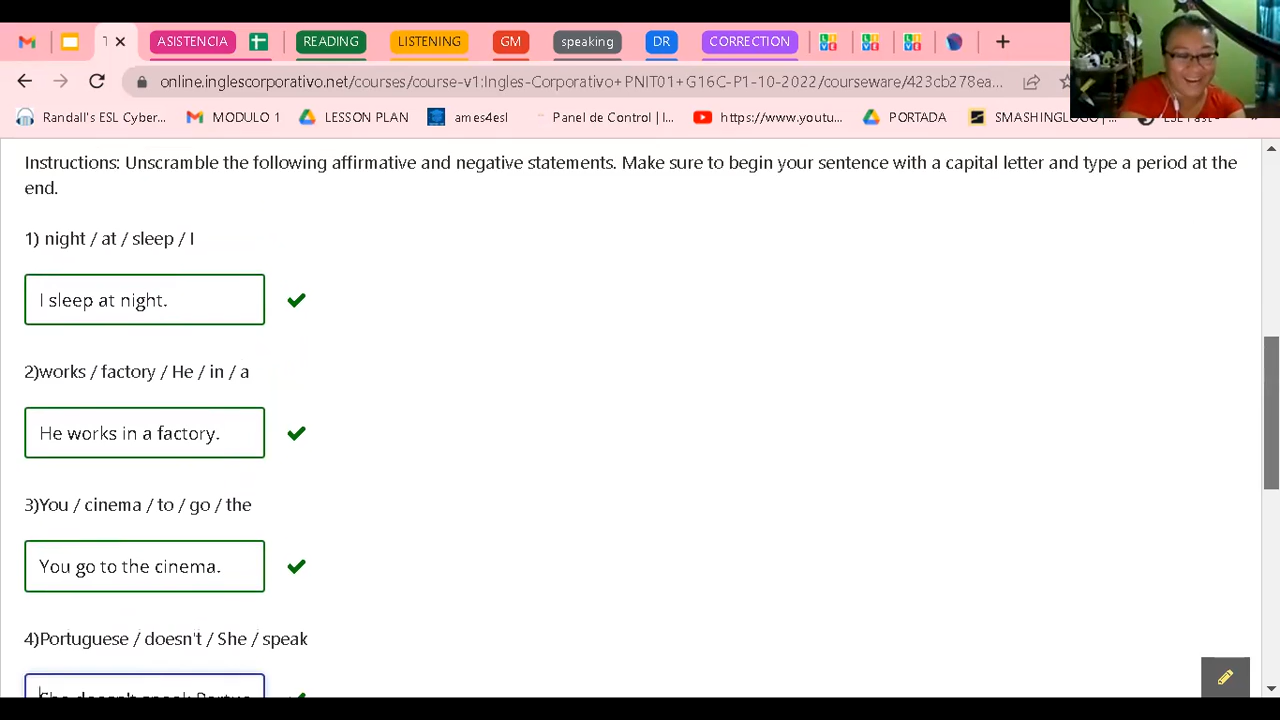 T
ASISTENCIA
READING
LISTENING
GM
speaking
DR
CORRECTION
online.inglescorporativo.net/courses/course-v1:Ingles-Corporativo+PNIT01+G16C-P1-10-2022/courseware/423cb278ea...
Randall's ESL Cyber...
MODULO 1
LESSON PLAN
ames4esl
Panel de Control | I...
https://www.youtu...
PORTADA
Instructions: Unscramble the following affirmative and negative statements. Make sure to begin your sentence with a capital letter and type a period at the
end.
1) night / at / sleep / I
I sleep at night.
2)works / factory / He / in / a
He works in a factory.
3)You / cinema / to / go / the
You go to the cinema.
4)Portuguese / doesn't / She / speak
She doesn't speak Portug